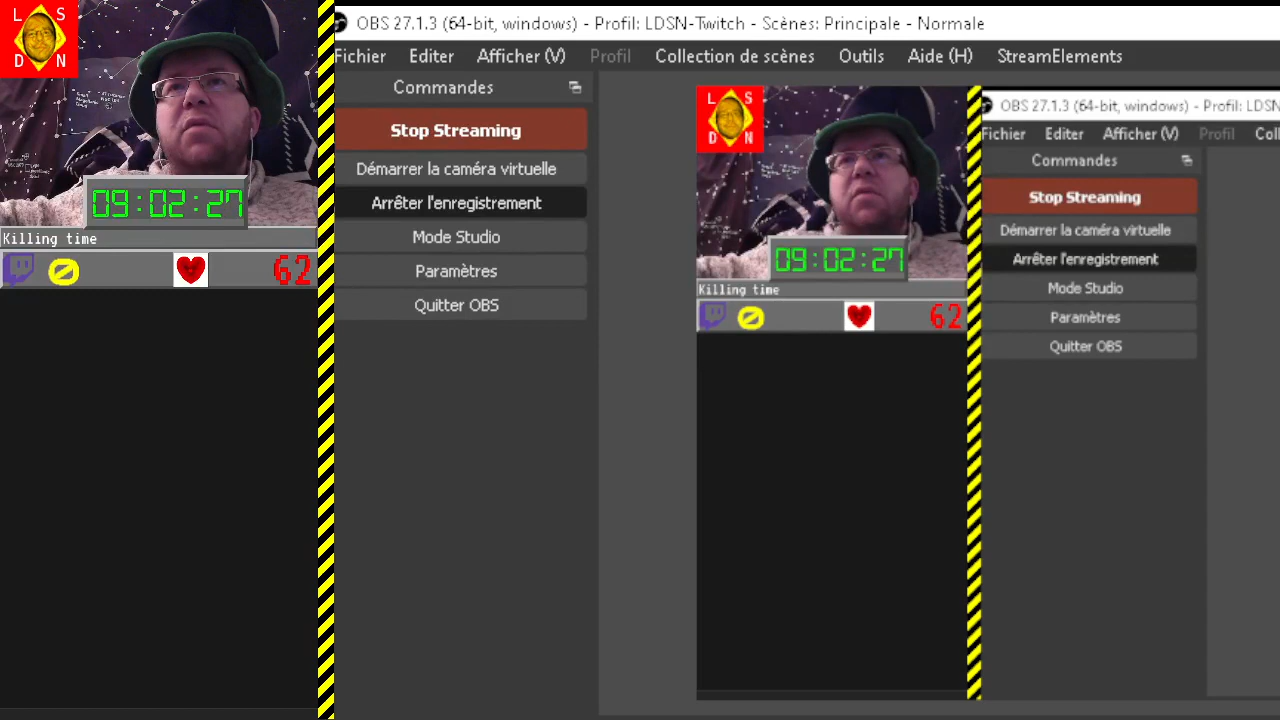 L S
D N
09:02:27
Killing time
62
OBS 27.1.3 (64-bit, windows) - Profil: LDSN-Twitch - Scènes: Principale - Normale
Fichier Editer Afficher (V) Profil Collection de scènes Outils Aide (H) StreamElements
Commandes
Stop Streaming
Démarrer la caméra virtuelle
Arrêter l'enregistrement
Mode Studio
Paramètres
Quitter OBS
L S
D N
09:02:27
Killing time
62
OBS 27.1.3 (64-bit, windows) - Profil: LDSN
Fichier Editer Afficher (V) Profil Coll
Commandes
Stop Streaming
Démarrer la caméra virtuelle
Arrêter l'enregistrement
Mode Studio
Paramètres
Quitter OBS